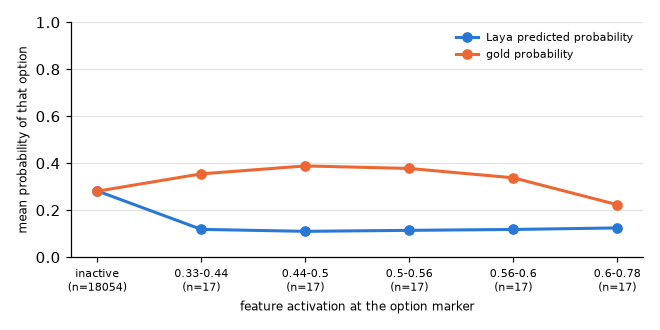 mean probability of that option
1.0
0.8
0.6
0.4
0.2
0.0
Laya predicted probability
gold probability
inactive
(n=18054)
0.33-0.44
(n=17)
0.44-0.5
(n=17)
0.5-0.56
(n=17)
0.56-0.6
(n=17)
0.6-0.78
(n=17)
feature activation at the option marker